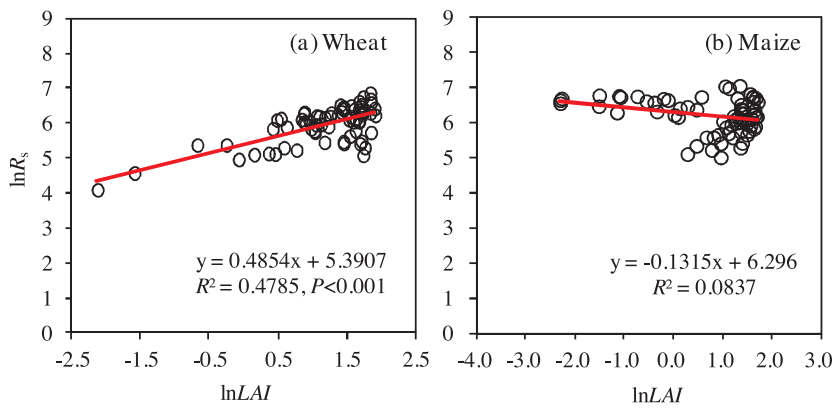 (a) Wheat
lnRs
9
8
7
6
5
4
3
2
1
0
y = 0.4854x + 5.3907
R² = 0.4785, P<0.001
-2.5 -1.5 -0.5 0.5 1.5 2.5
lnLAI
(b) Maize
9
8
7
6
5
4
3
2
1
0
y = -0.1315x + 6.296
R² = 0.0837
-4.0 -3.0 -2.0 -1.0 0.0 1.0 2.0 3.0
lnLAI